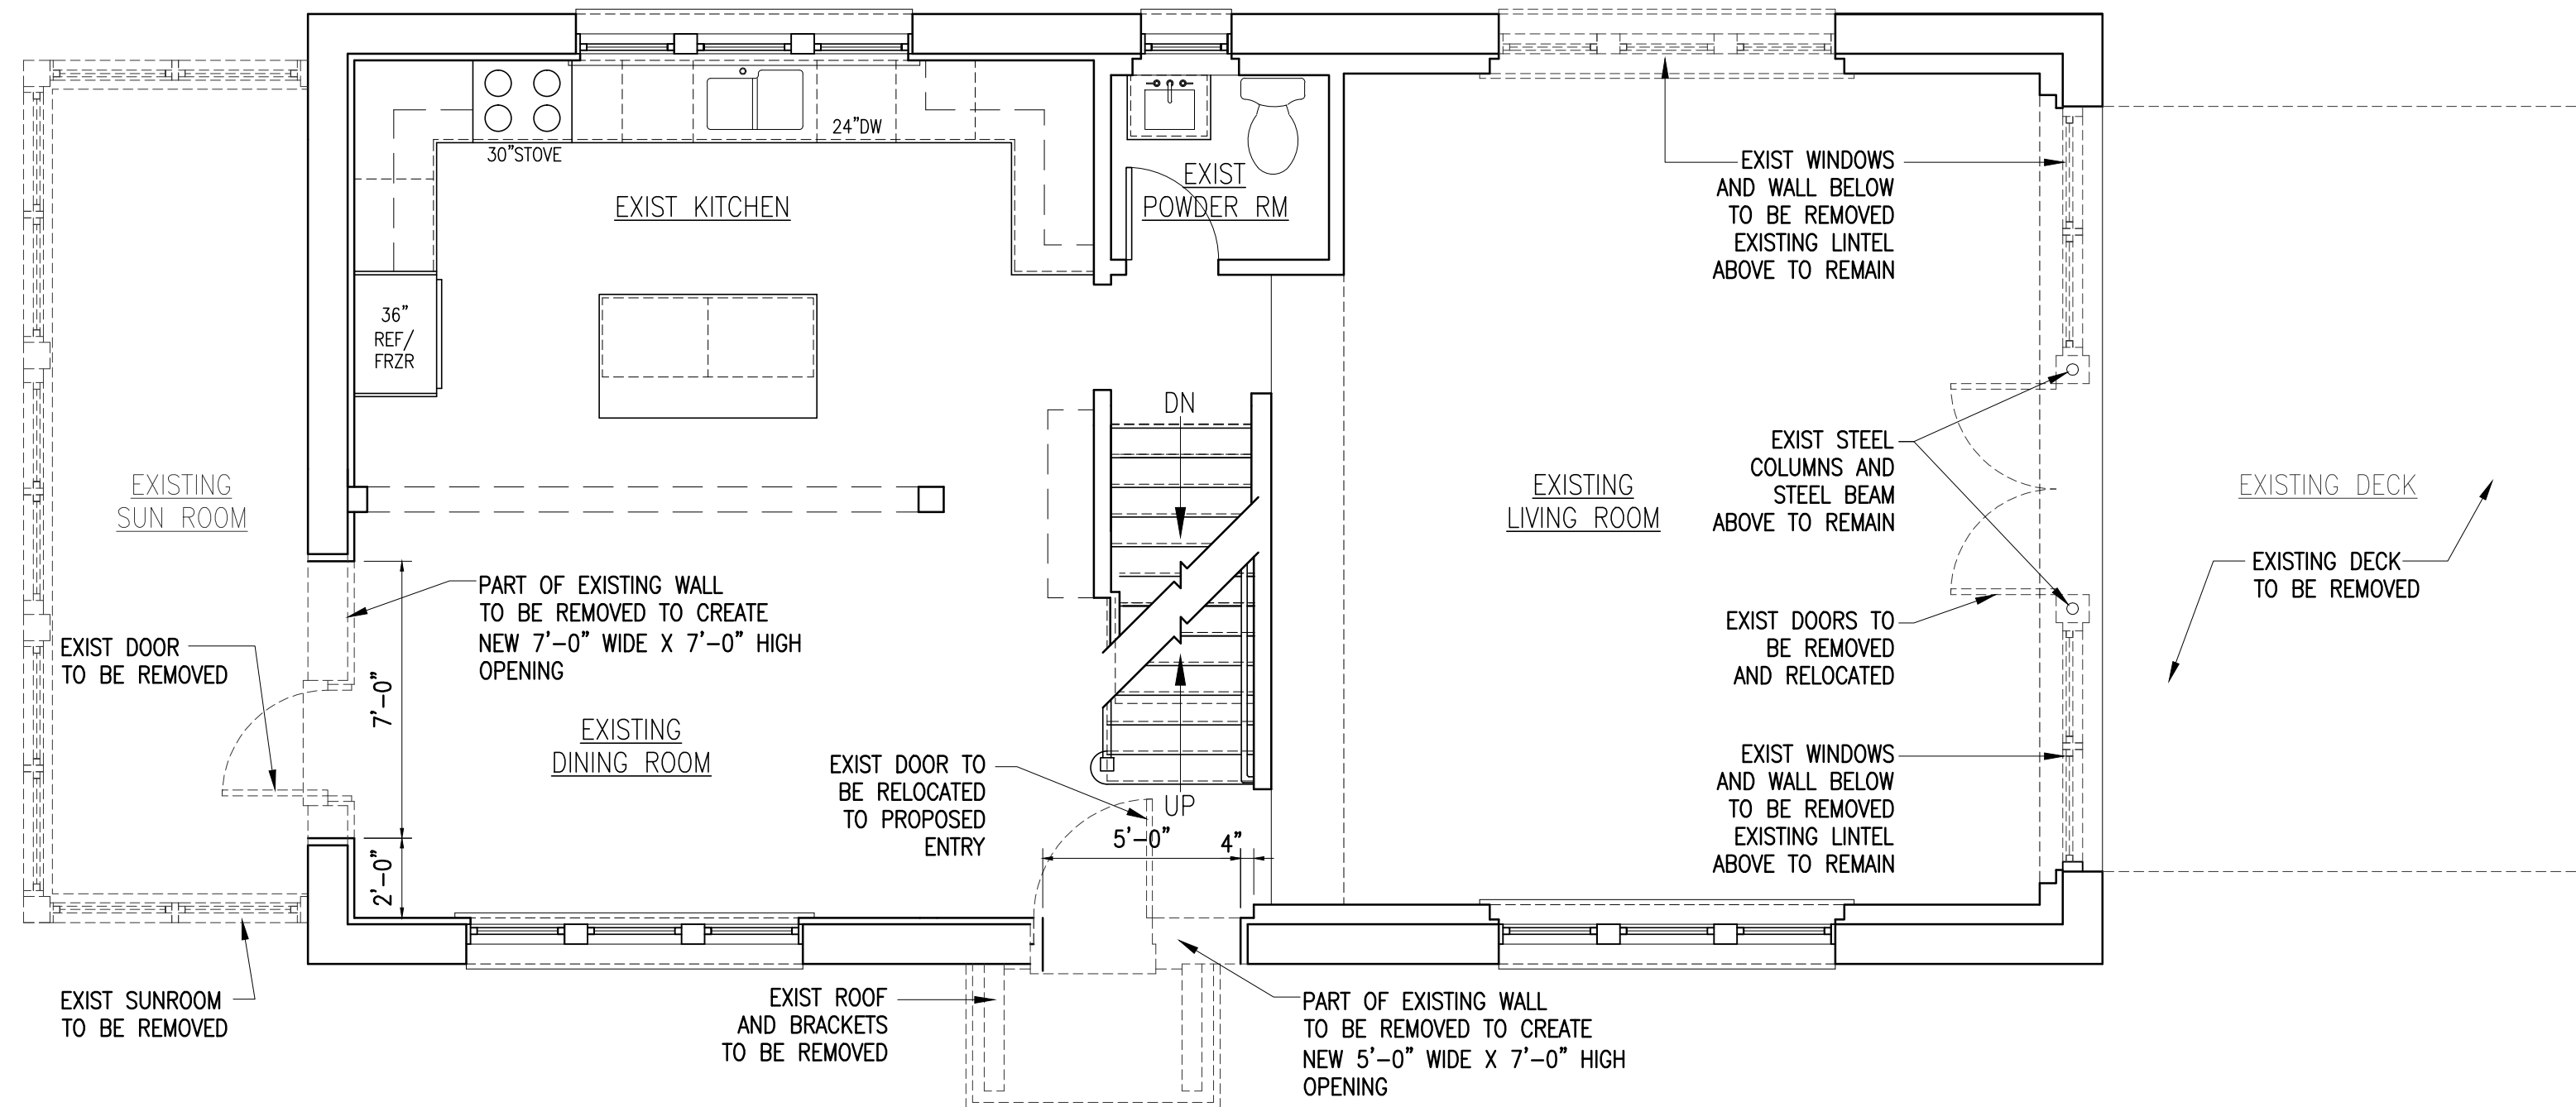 24"DW
30"STOVE
EXIST KITCHEN
EXIST
POWDER RM
EXIST WINDOWS
AND WALL BELOW
TO BE REMOVED
EXISTING LINTEL
ABOVE TO REMAIN
36"
REF/
FRZR
DN
EXISTING
SUN ROOM
EXISTING
LIVING ROOM
EXIST STEEL
COLUMNS AND
STEEL BEAM
ABOVE TO REMAIN
EXISTING DECK
EXISTING DECK
TO BE REMOVED
PART OF EXISTING WALL
TO BE REMOVED TO CREATE
NEW 7'-0" WIDE X 7'-0" HIGH
OPENING
EXIST DOOR
TO BE REMOVED
7'-0"
EXIST DOORS TO
BE REMOVED
AND RELOCATED
EXISTING
DINING ROOM
EXIST DOOR TO
BE RELOCATED
TO PROPOSED
ENTRY
UP
5'-0"
4"
2'-0"
EXIST WINDOWS
AND WALL BELOW
TO BE REMOVED
EXISTING LINTEL
ABOVE TO REMAIN
EXIST SUNROOM
TO BE REMOVED
EXIST ROOF
AND BRACKETS
TO BE REMOVED
PART OF EXISTING WALL
TO BE REMOVED TO CREATE
NEW 5'-0" WIDE X 7'-0" HIGH
OPENING